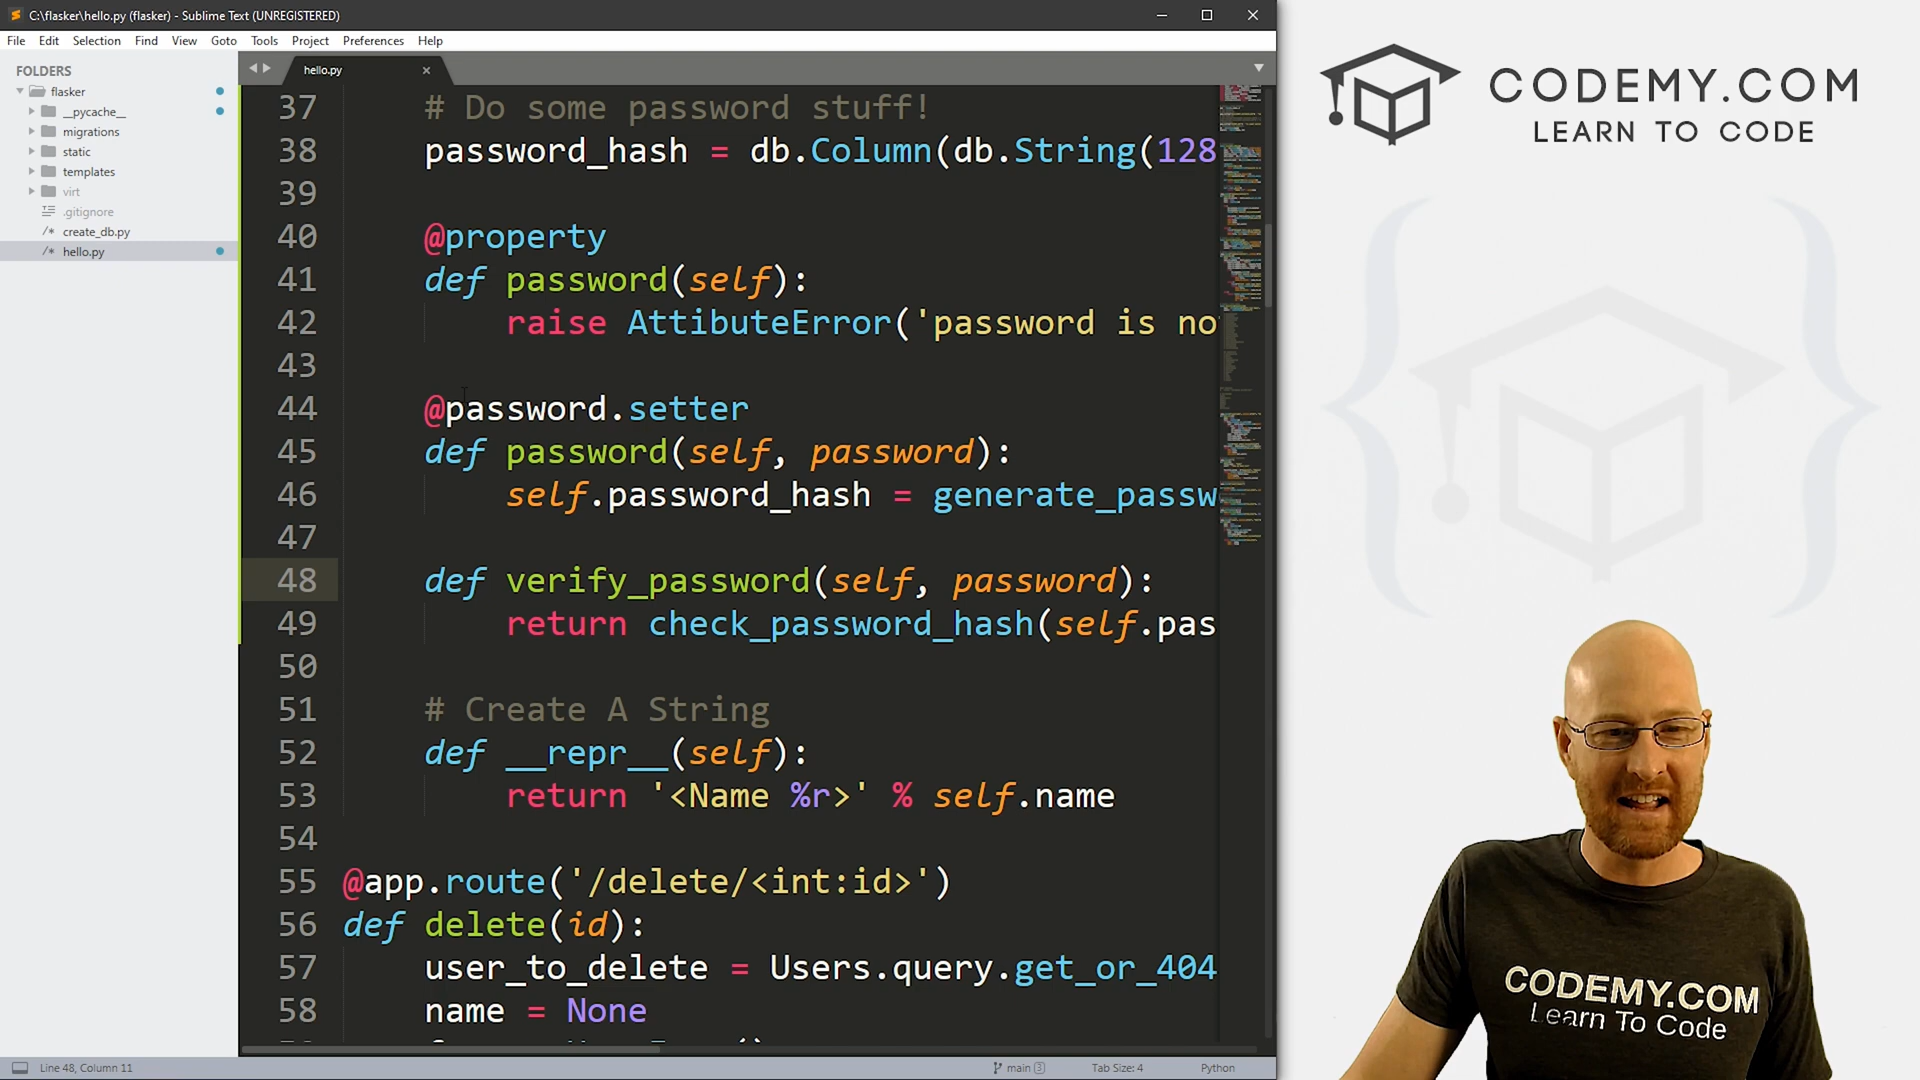 C:\flasker\hello.py (flasker) - Sublime Text (UNREGISTERED)
File Edit Selection Find View Goto Tools Project Preferences Help
FOLDERS
flasker
__pycache__
migrations
static
templates
virt
.gitignore
create_db.py
hello.py
hello.py
37 # Do some password stuff!
38 password_hash = db.Column(db.String(128
39
40 @property
41 def password(self):
42 raise AttibuteError('password is no
43
44 @password.setter
45 def password(self, password):
46 self.password_hash = generate_passw
47
48 def verify_password(self, password):
49 return check_password_hash(self.pas
50
51 # Create A String
52 def __repr__(self):
53 return '<Name %r>' % self.name
54
55 @app.route('/delete/<int:id>')
56 def delete(id):
57 user_to_delete = Users.query.get_or_404
58 name = None
Line 48, Column 11
main 3
Tab Size: 4
Python
CODEMY.COM
LEARN TO CODE
CODEMY.COM
Learn To Code